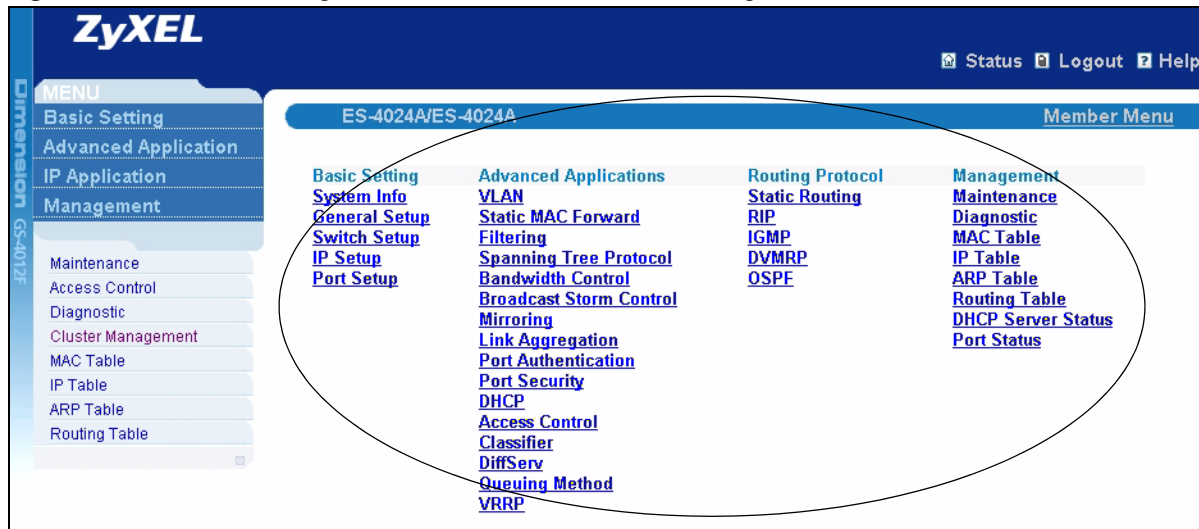 ZyXEL
Status Logout Help
Dimension GS-4012F
MENU
Basic Setting
Advanced Application
IP Application
Management
Maintenance
Access Control
Diagnostic
Cluster Management
MAC Table
IP Table
ARP Table
Routing Table
ES-4024A/ES-4024A
Member Menu
Basic Setting
System Info
General Setup
Switch Setup
IP Setup
Port Setup
Advanced Applications
VLAN
Static MAC Forward
Filtering
Spanning Tree Protocol
Bandwidth Control
Broadcast Storm Control
Mirroring
Link Aggregation
Port Authentication
Port Security
DHCP
Access Control
Classifier
DiffServ
Queuing Method
VRRP
Routing Protocol
Static Routing
RIP
IGMP
DVMRP
OSPF
Management
Maintenance
Diagnostic
MAC Table
IP Table
ARP Table
Routing Table
DHCP Server Status
Port Status